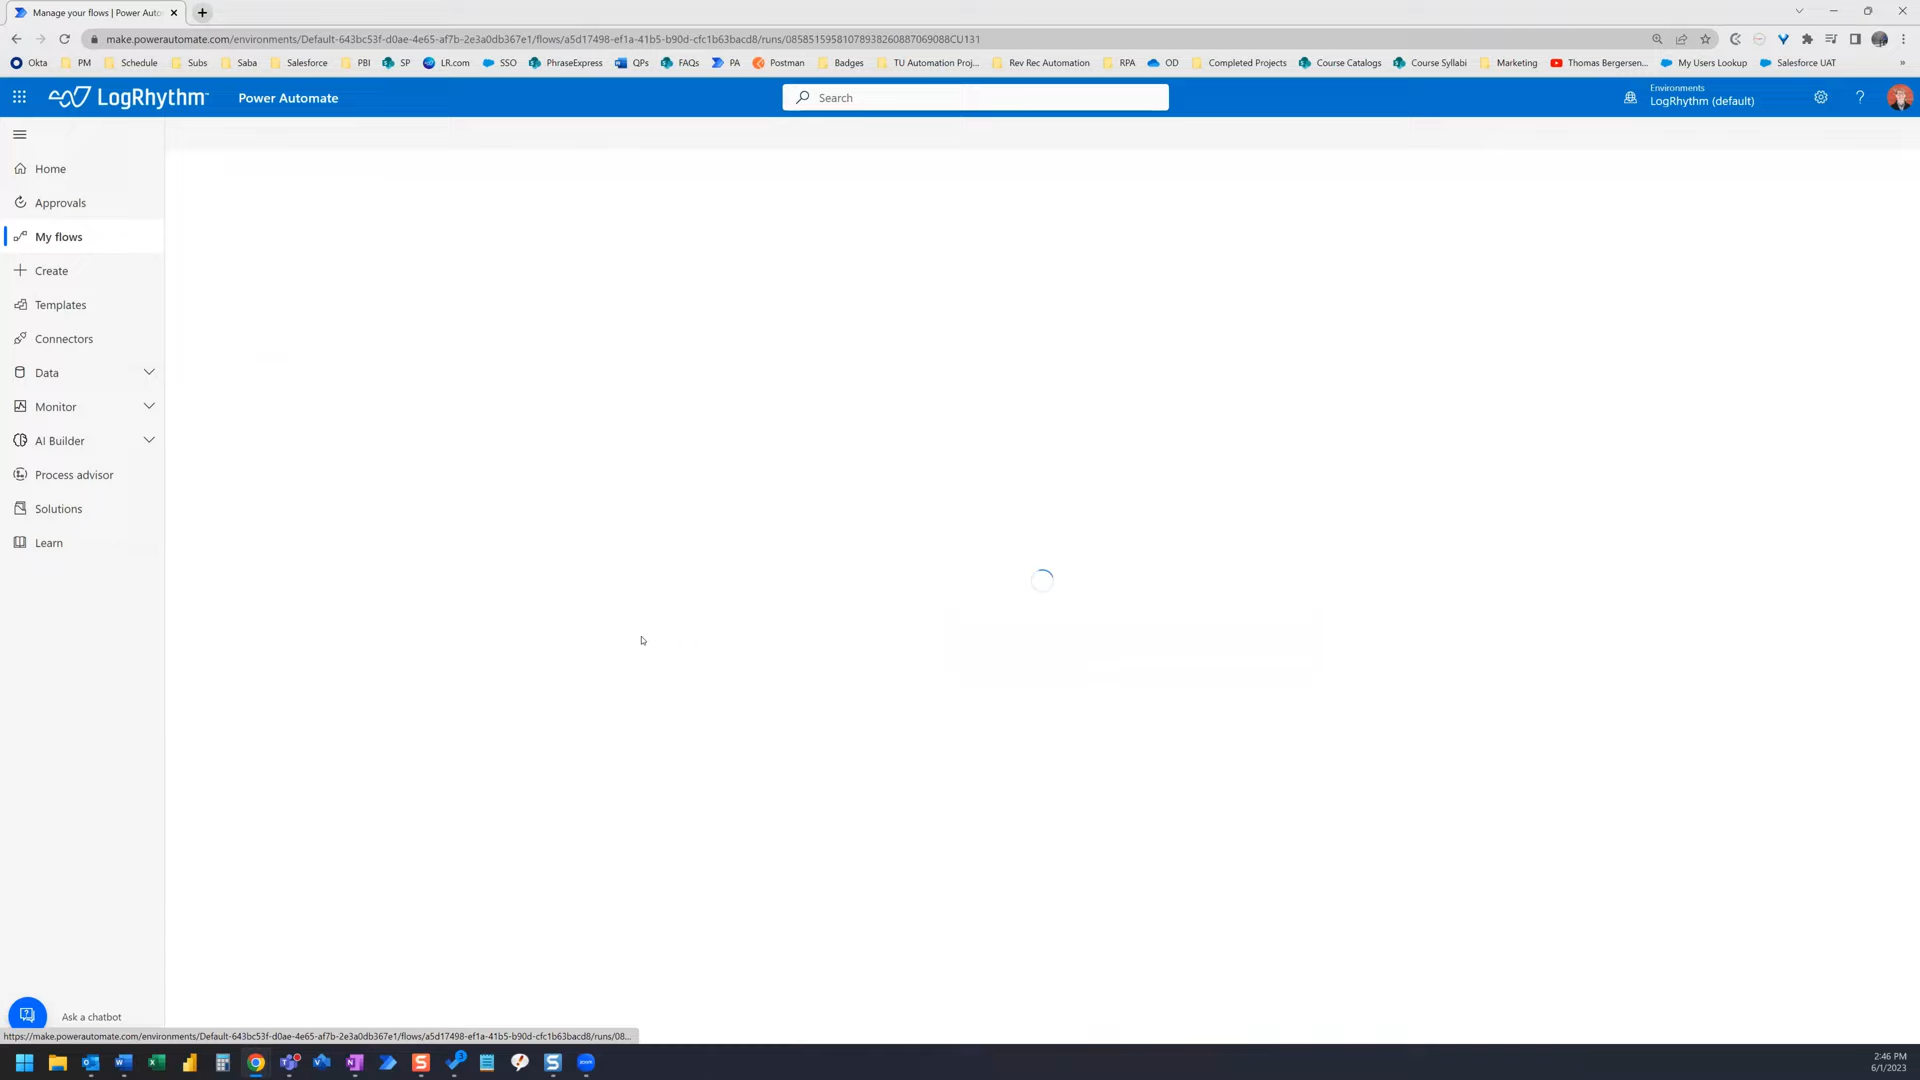 Manage your flows | Power Auto
make.powerautomate.com/environments/Default-643bc53f-d0ae-4e65-af7b-2e3a0db367e1/flows/a5d17498-ef1a-41b5-b90d-cfc1b63bacd8/runs/08585159581078938260887069088CU131
Okta PM Schedule Subs Saba Salesforce PBI SP LR.com SSO PhraseExpress QPs FAQs PA Postman Badges TU Automation Proj... Rev Rec Automation RPA OD Completed Projects Course Catalogs Course Syllabi Marketing Thomas Bergersen... My Users Lookup Salesforce UAT »
LogRhythm™ Power Automate Search Environments
LogRhythm (default) ?
Home
Approvals
My flows
Create
Templates
Connectors
Data
Monitor
AI Builder
Process advisor
Solutions
Learn
Ask a chatbot
https://make.powerautomate.com/environments/Default-643bc53f-d0ae-4e65-af7b-2e3a0db367e1/flows/a5d17498-ef1a-41b5-b90d-cfc1b63bacd8/runs/08...
2:46 PM
6/1/2023